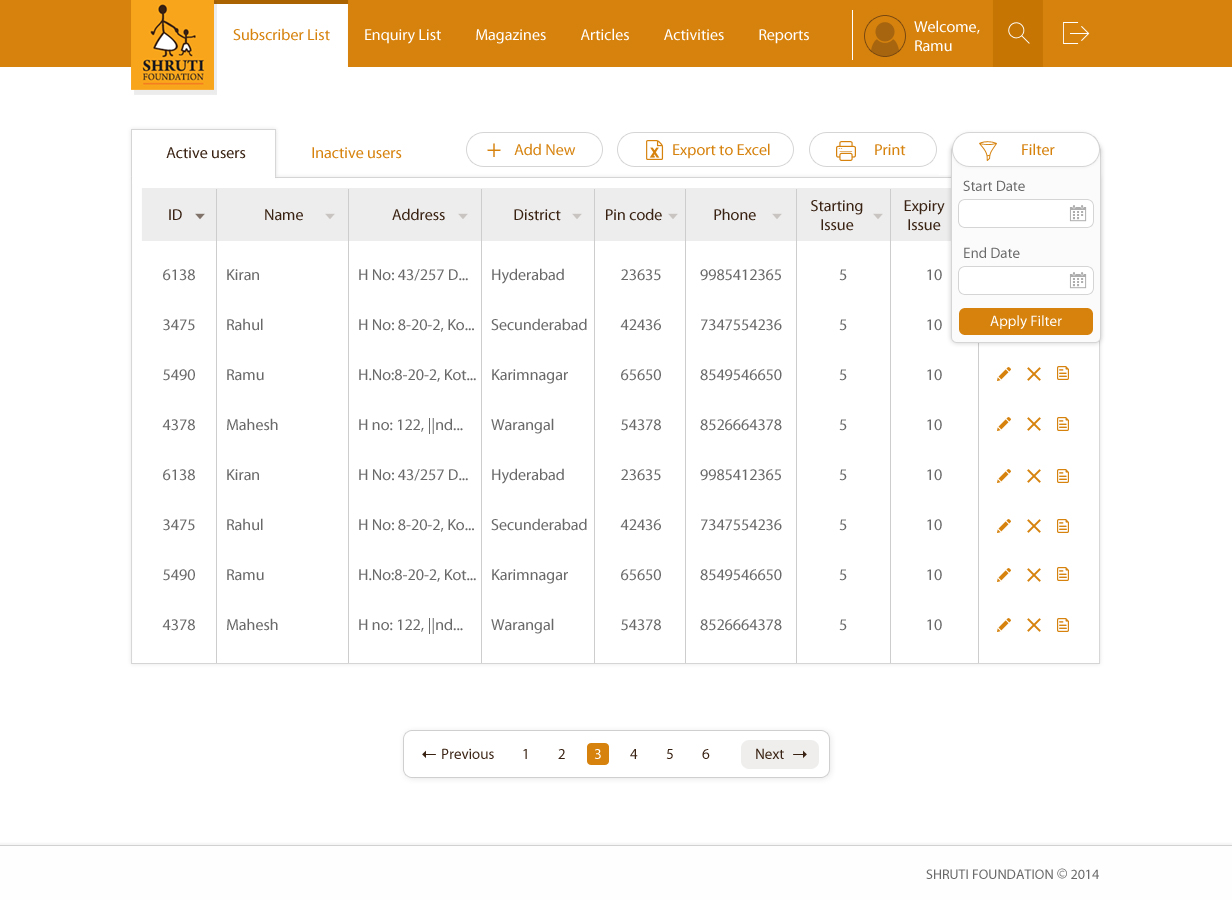 SHRUTI
FOUNDATION
Subscriber List
Enquiry List
Magazines
Articles
Activities
Reports
Welcome,
Ramu
Active users
Inactive users
Add New
Export to Excel
Print
Filter
Start Date
End Date
Apply Filter
ID Name Address District Pin code Phone Starting Issue Expiry Issue
6138 Kiran H No: 43/257 D... Hyderabad 23635 9985412365 5 10
3475 Rahul H No: 8-20-2, Ko... Secunderabad 42436 7347554236 5 10
5490 Ramu H.No:8-20-2, Kot... Karimnagar 65650 8549546650 5 10
4378 Mahesh H no: 122, ||nd... Warangal 54378 8526664378 5 10
6138 Kiran H No: 43/257 D... Hyderabad 23635 9985412365 5 10
3475 Rahul H No: 8-20-2, Ko... Secunderabad 42436 7347554236 5 10
5490 Ramu H.No:8-20-2, Kot... Karimnagar 65650 8549546650 5 10
4378 Mahesh H no: 122, ||nd... Warangal 54378 8526664378 5 10
← Previous 1 2 3 4 5 6 Next →
SHRUTI FOUNDATION © 2014